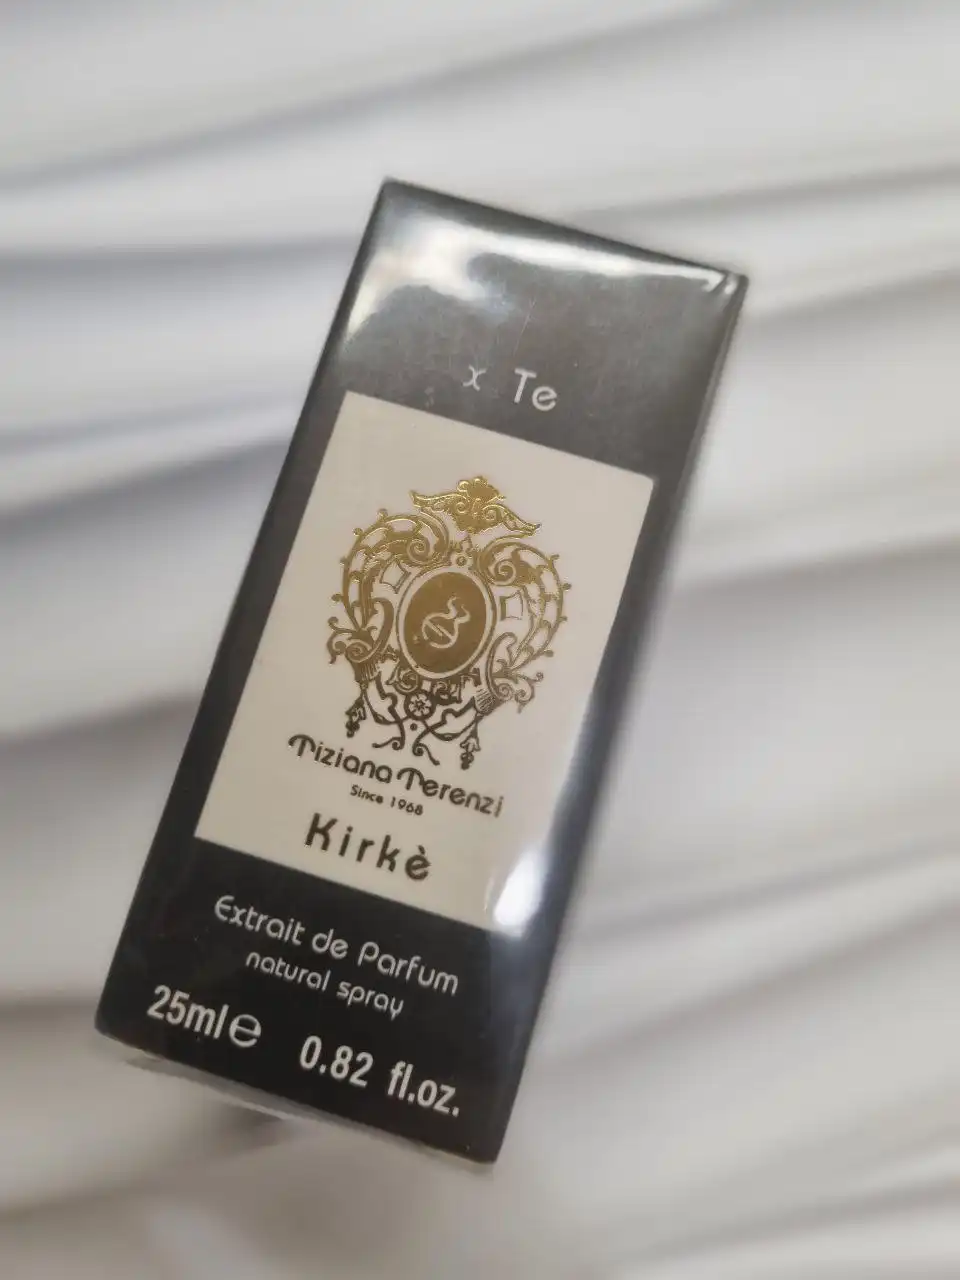 x Te
Tiziana Terenzi
Since 1968
Kirkè
Extrait de Parfum
natural spray
25ml℮ 0.82 fl.oz.